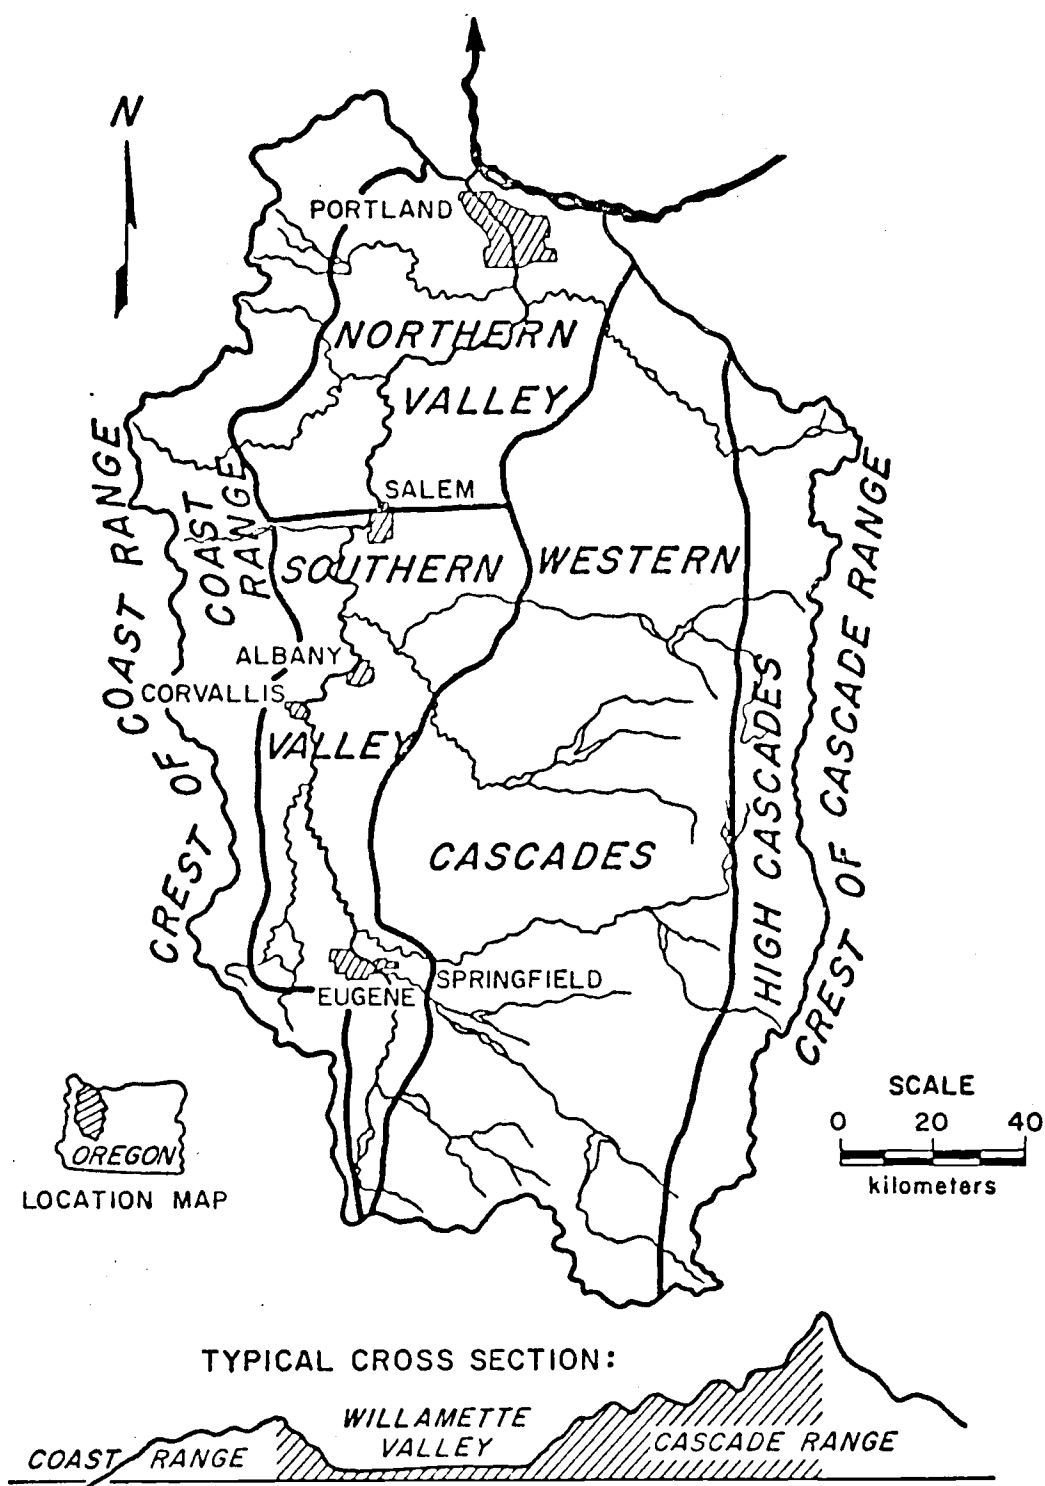 N
PORTLAND
NORTHERN
VALLEY
CREST OF COAST RANGE
COAST
RANGE
SALEM
SOUTHERN
VALLEY
WESTERN
CASCADES
ALBANY
CORVALLIS
HIGH CASCADES
CREST OF CASCADE RANGE
SPRINGFIELD
EUGENE
OREGON
LOCATION MAP
SCALE
0 20 40
kilometers
TYPICAL CROSS SECTION:
WILLAMETTE
VALLEY
COAST RANGE
CASCADE RANGE